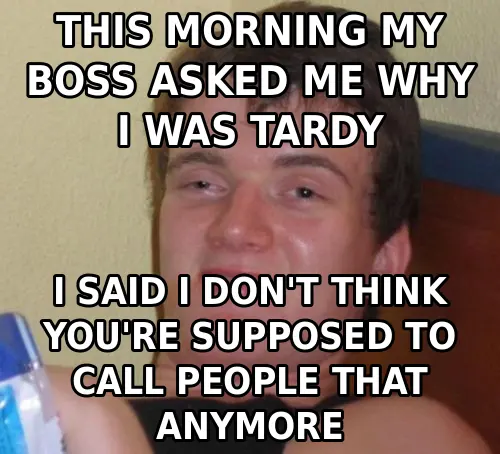 THIS MORNING MY
BOSS ASKED ME WHY
I WAS TARDY
I SAID I DON'T THINK
YOU'RE SUPPOSED TO
CALL PEOPLE THAT
ANYMORE